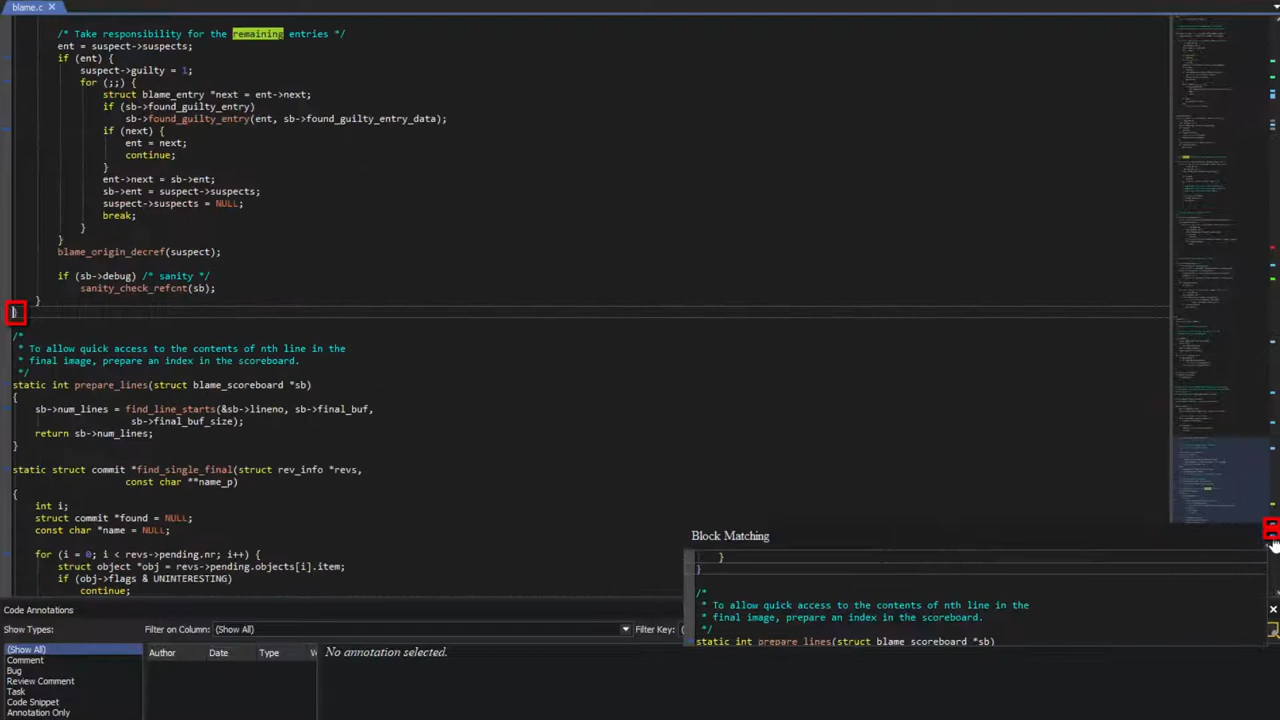 blame.c
/* Take responsibility for the remaining entries */
ent = suspect->suspects;
if (ent) {
suspect->guilty = 1;
for (;;) {
struct blame_entry *next = ent->next;
if (sb->found_guilty_entry)
sb->found_guilty_entry(ent, sb->found_guilty_entry_data);
if (next) {
ent = next;
continue;
}
ent->next = sb->ent;
sb->ent = suspect->suspects;
suspect->suspects = NULL;
break;
}
}
blame_origin_decref(suspect);
if (sb->debug) /* sanity */
sanity_check_refcnt(sb);
}
}
/*
* To allow quick access to the contents of nth line in the
* final image, prepare an index in the scoreboard.
*/
static int prepare_lines(struct blame_scoreboard *sb)
{
sb->num_lines = find_line_starts(&sb->lineno, sb->final_buf,
sb->final_buf_size);
return sb->num_lines;
}
static struct commit *find_single_final(struct rev_info *revs,
const char **name_p)
{
int i;
struct commit *found = NULL;
const char *name = NULL;
for (i = 0; i < revs->pending.nr; i++) {
struct object *obj = revs->pending.objects[i].item;
if (obj->flags & UNINTERESTING)
continue;
Block Matching
}
}
/*
* To allow quick access to the contents of nth line in the
* final image, prepare an index in the scoreboard.
*/
static int prepare_lines(struct blame_scoreboard *sb)
Code Annotations
Show Types: Filter on Column: (Show All) Filter Key:
(Show All)
Comment
Bug
Review Comment
Task
Code Snippet
Annotation Only
Author Date Type
No annotation selected.